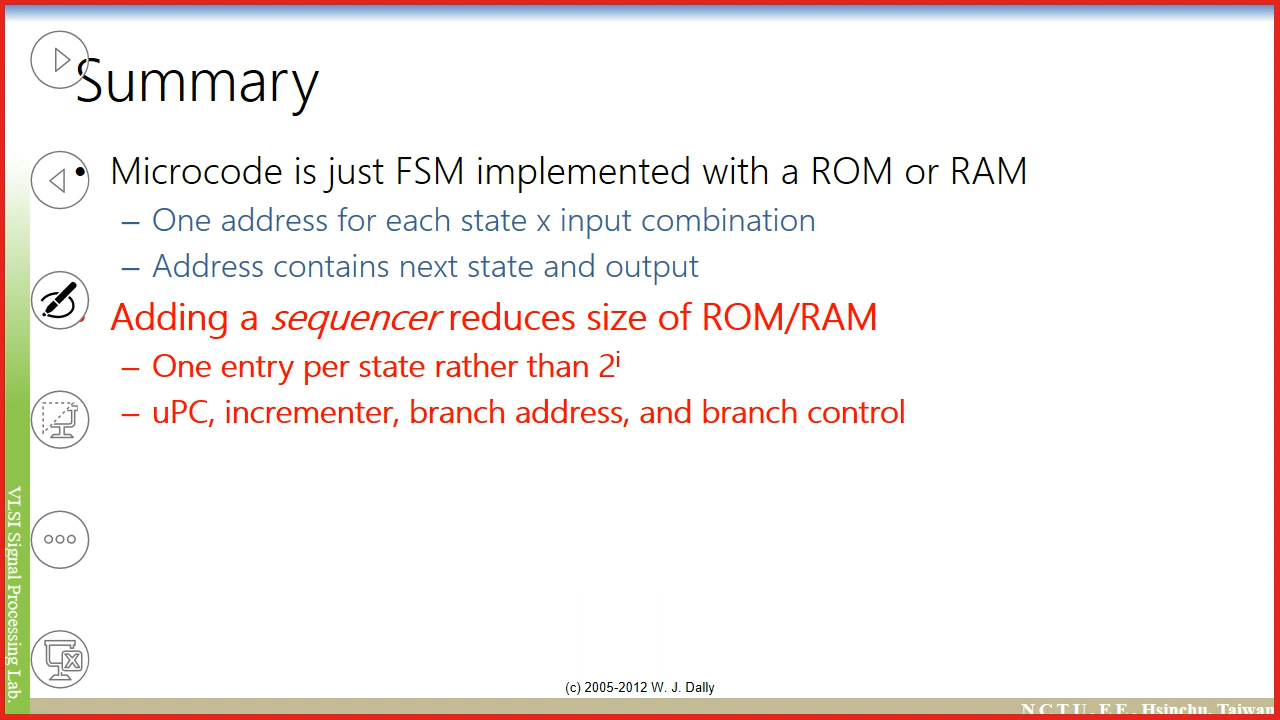 Summary
• Microcode is just FSM implemented with a ROM or RAM
– One address for each state x input combination
– Address contains next state and output
Adding a sequencer reduces size of ROM/RAM
– One entry per state rather than 2ⁱ
– uPC, incrementer, branch address, and branch control
VLSI Signal Processing Lab.
(c) 2005-2012 W. J. Dally
N C T U . E E . Hsinchu, Taiwan